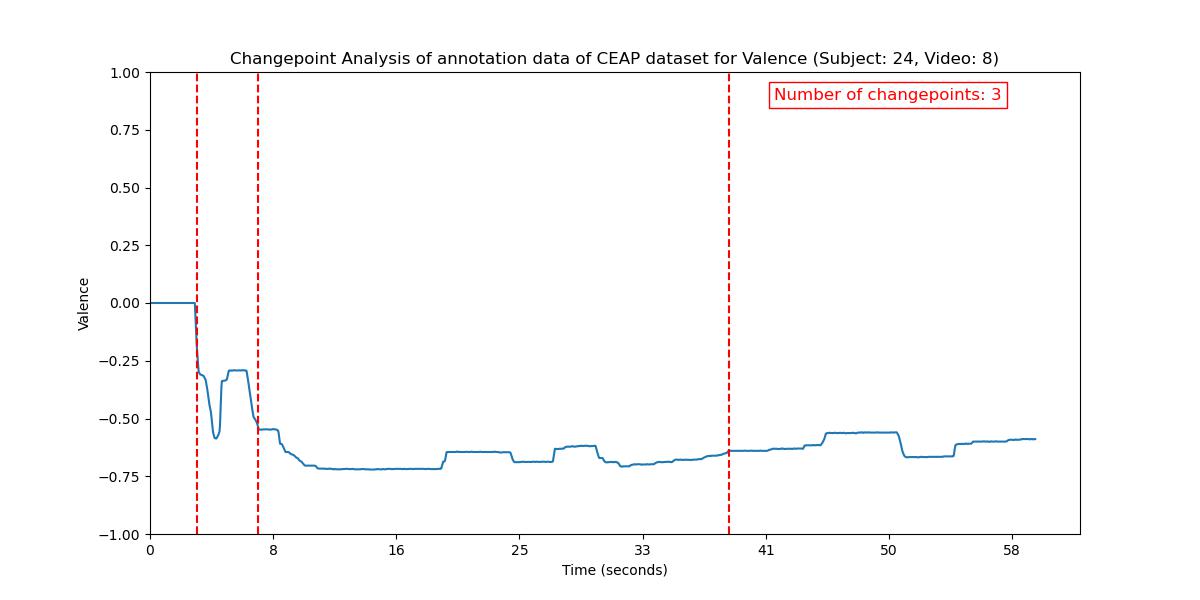 Changepoint Analysis of annotation data of CEAP dataset for Valence (Subject: 24, Video: 8)
Number of changepoints: 3
1.00
0.75
0.50
0.25
0.00
−0.25
−0.50
−0.75
−1.00
Valence
0 8 16 25 33 41 50 58
Time (seconds)